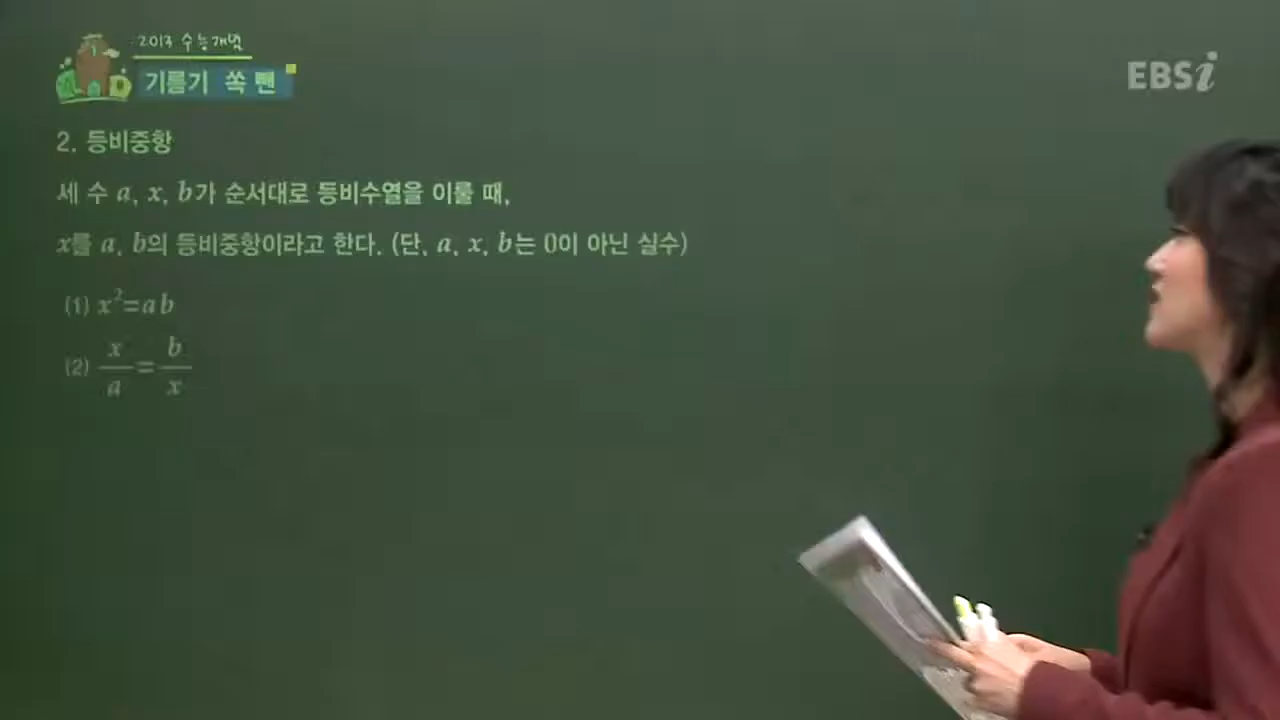 2013 수능개념
기름기 쏙 뺀
EBSi
2. 등비중항
세 수 a, x, b가 순서대로 등비수열을 이룰 때,
x를 a, b의 등비중항이라고 한다. (단, a, x, b는 0이 아닌 실수)
(1) x²=ab
(2) x/a = b/x